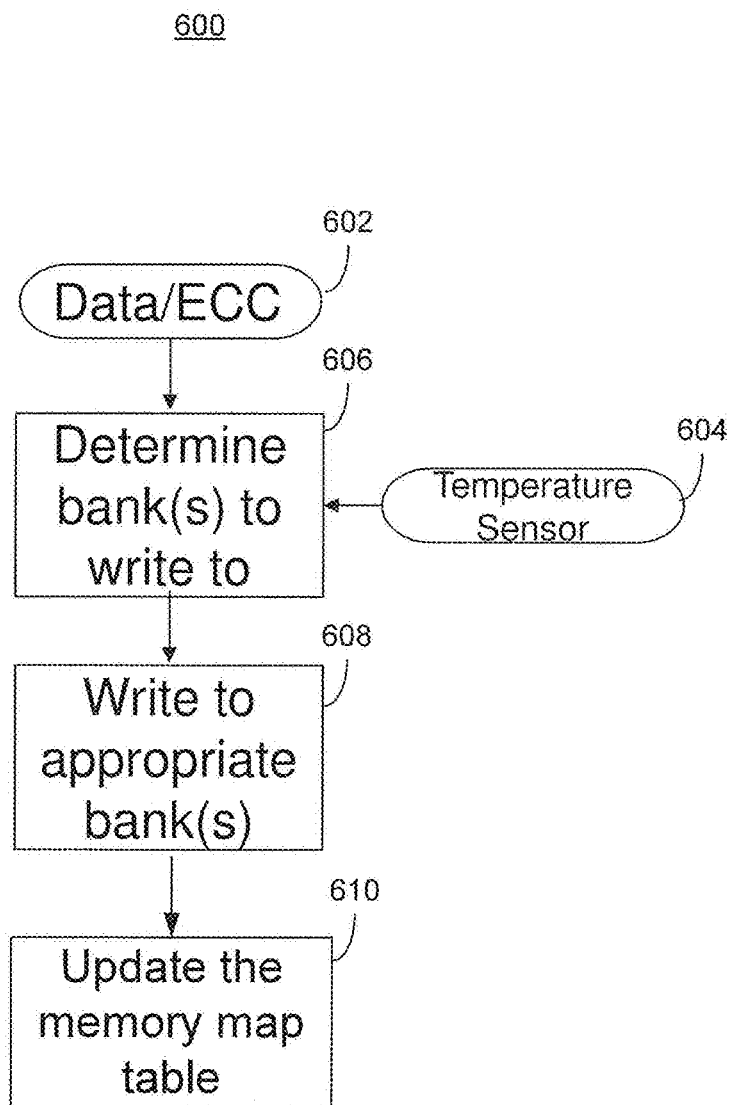 600
602
Data/ECC
606
Determine
bank(s) to
write to
604
Temperature
Sensor
608
Write to
appropriate
bank(s)
610
Update the
memory map
table